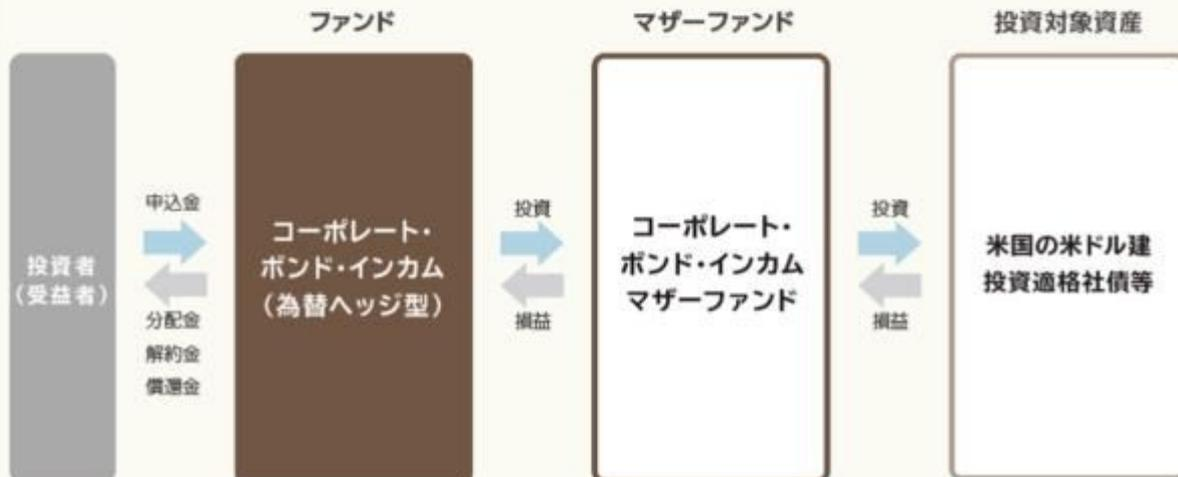 ファンド
マザーファンド
投資対象資産
投資者
（受益者）
申込金
分配金
解約金
償還金
コーポレート・
ボンド・インカム
（為替ヘッジ型）
投資
損益
コーポレート・
ボンド・インカム
マザーファンド
投資
損益
米国の米ドル建
投資適格社債等